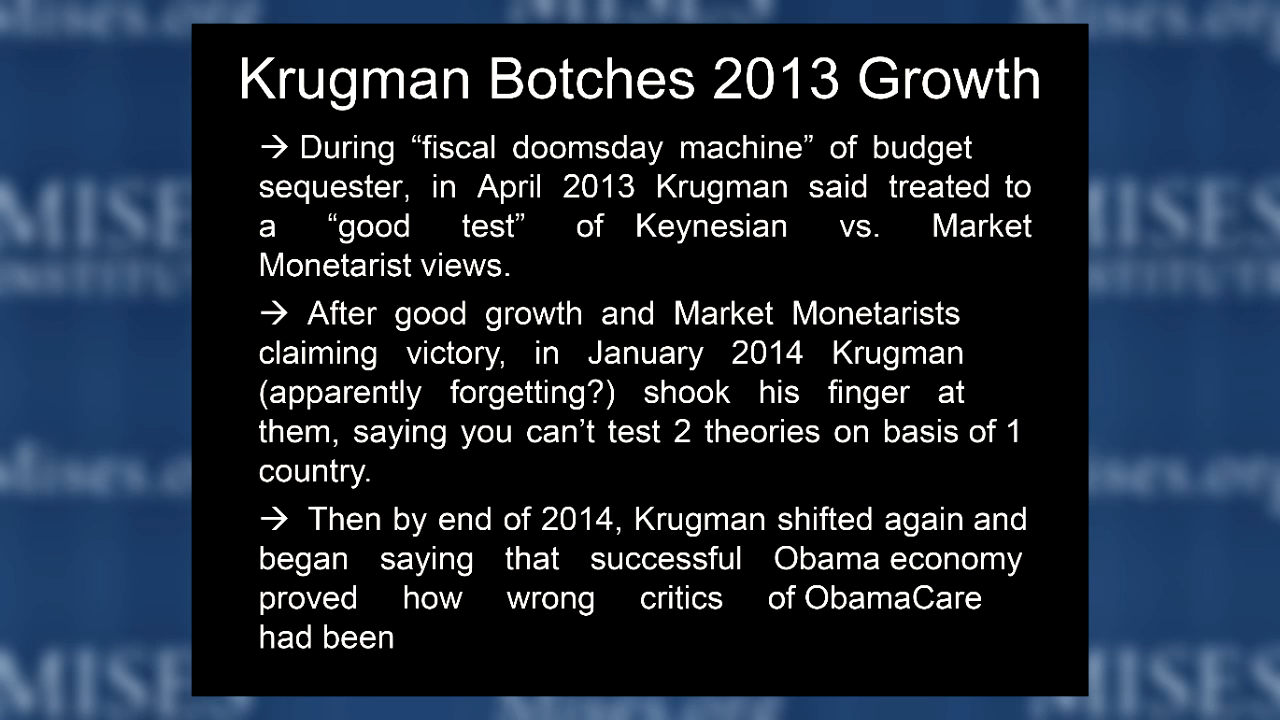 Krugman Botches 2013 Growth
→ During “fiscal doomsday machine” of budget
sequester, in April 2013 Krugman said treated to
a “good test” of Keynesian vs. Market
Monetarist views.
→ After good growth and Market Monetarists
claiming victory, in January 2014 Krugman
(apparently forgetting?) shook his finger at
them, saying you can’t test 2 theories on basis of 1
country.
→ Then by end of 2014, Krugman shifted again and
began saying that successful Obama economy
proved how wrong critics of ObamaCare
had been